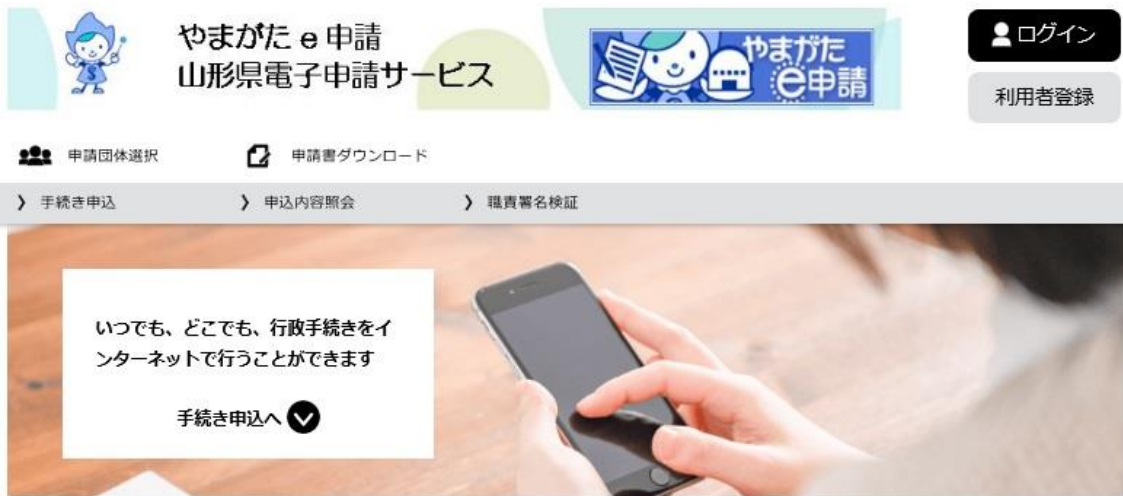 やまがた e 申請
山形県電子申請サービス
やまがた
e申請
ログイン
利用者登録
申請団体選択
申請書ダウンロード
手続き申込
申込内容照会
職責署名検証
いつでも、どこでも、行政手続きをイ
ンターネットで行うことができます
手続き申込へ
S